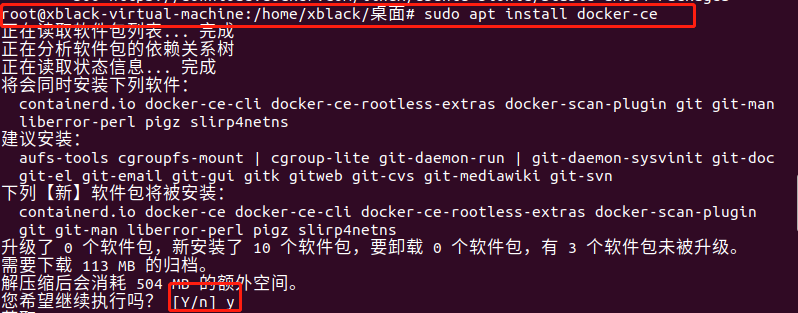 root@xblack-virtual-machine:/home/xblack/桌面# sudo apt install docker-ce
正在读取软件包列表... 完成
正在分析软件包的依赖关系树
正在读取状态信息... 完成
将会同时安装下列软件：
containerd.io docker-ce-cli docker-ce-rootless-extras docker-scan-plugin git git-man
liberror-perl pigz slirp4netns
建议安装：
aufs-tools cgroupfs-mount | cgroup-lite git-daemon-run | git-daemon-sysvinit git-doc
git-el git-email git-gui gitk gitweb git-cvs git-mediawiki git-svn
下列【新】软件包将被安装：
containerd.io docker-ce docker-ce-cli docker-ce-rootless-extras docker-scan-plugin
git git-man liberror-perl pigz slirp4netns
升级了 0 个软件包，新安装了 10 个软件包，要卸载 0 个软件包，有 3 个软件包未被升级。
需要下载 113 MB 的归档。
解压缩后会消耗 504 MB 的额外空间。
您希望继续执行吗？ [Y/n] y